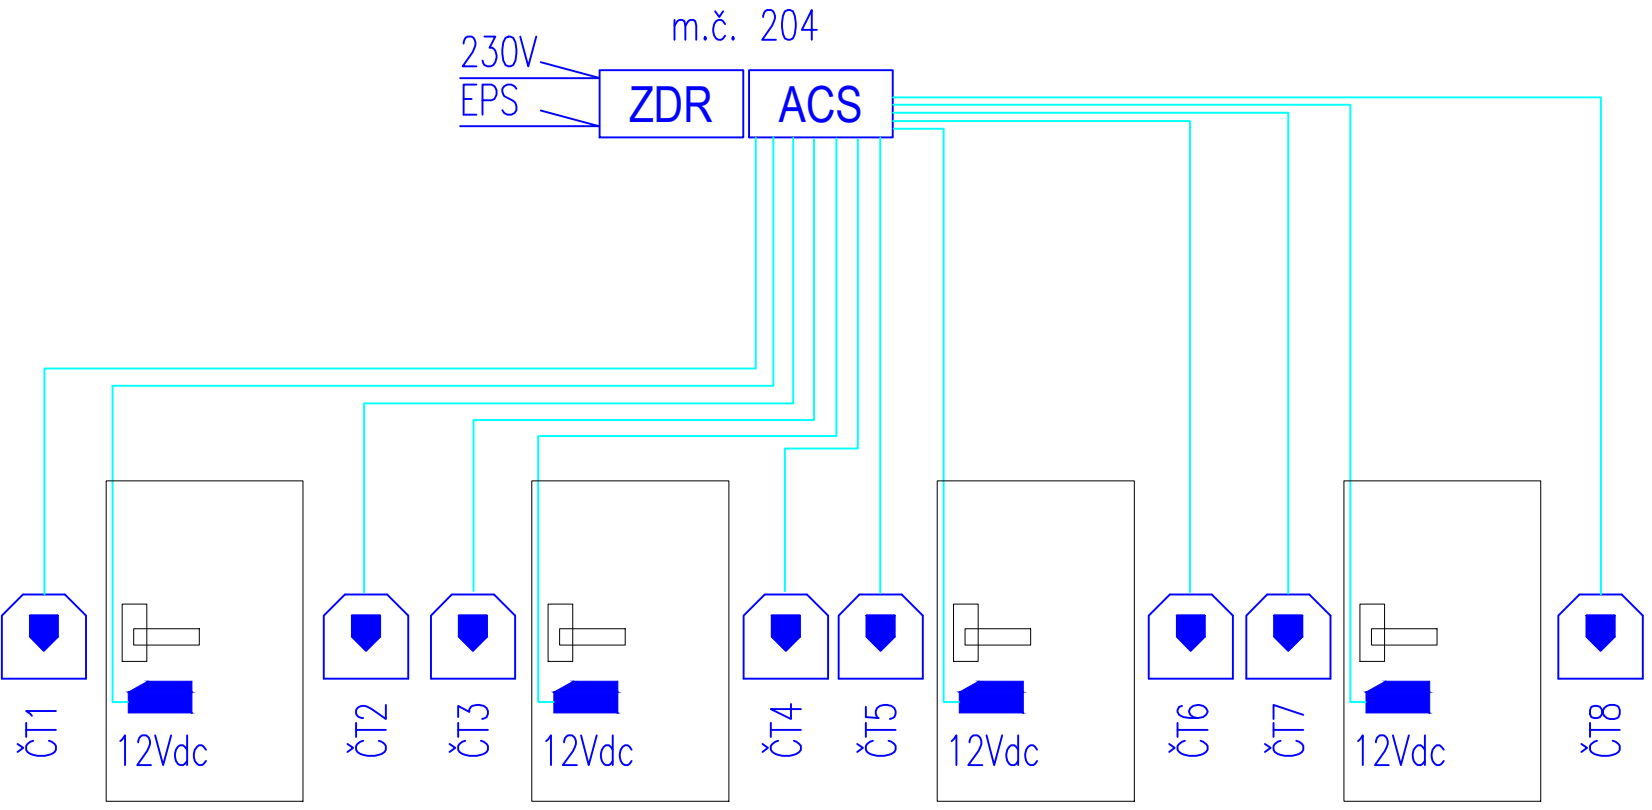 m.č. 204
230V
EPS
ZDR
ACS
ČT1
12Vdc
ČT2
ČT3
12Vdc
ČT4
ČT5
12Vdc
ČT6
ČT7
12Vdc
ČT8